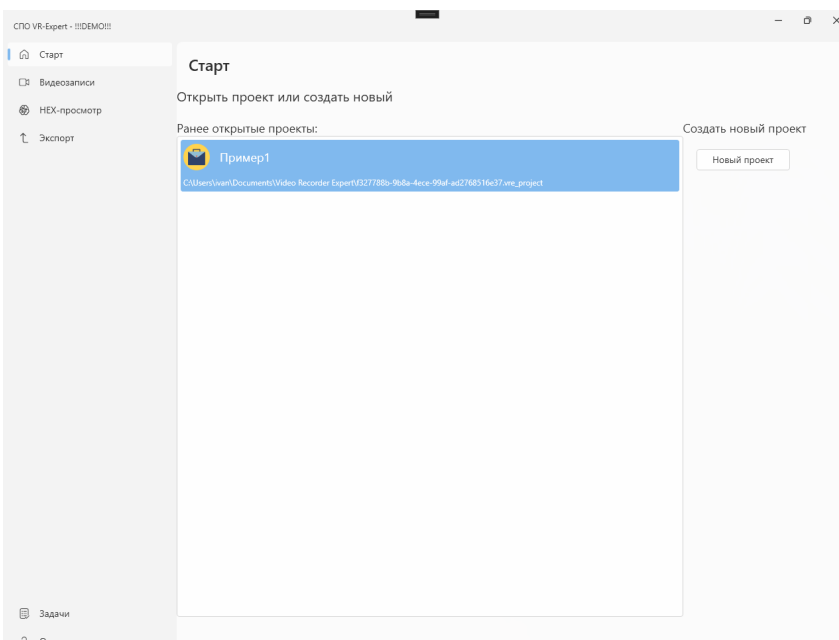 СПО VR-Expert - !!!DEMO!!!
Старт
Видеозаписи
HEX-просмотр
Экспорт
Задачи
Старт
Открыть проект или создать новый
Ранее открытые проекты:
Пример1
C:\Users\ivan\Documents\Video Recorder Expert\f327788b-9b8a-4ece-99af-ad2768516e37.vre_project
Создать новый проект
Новый проект